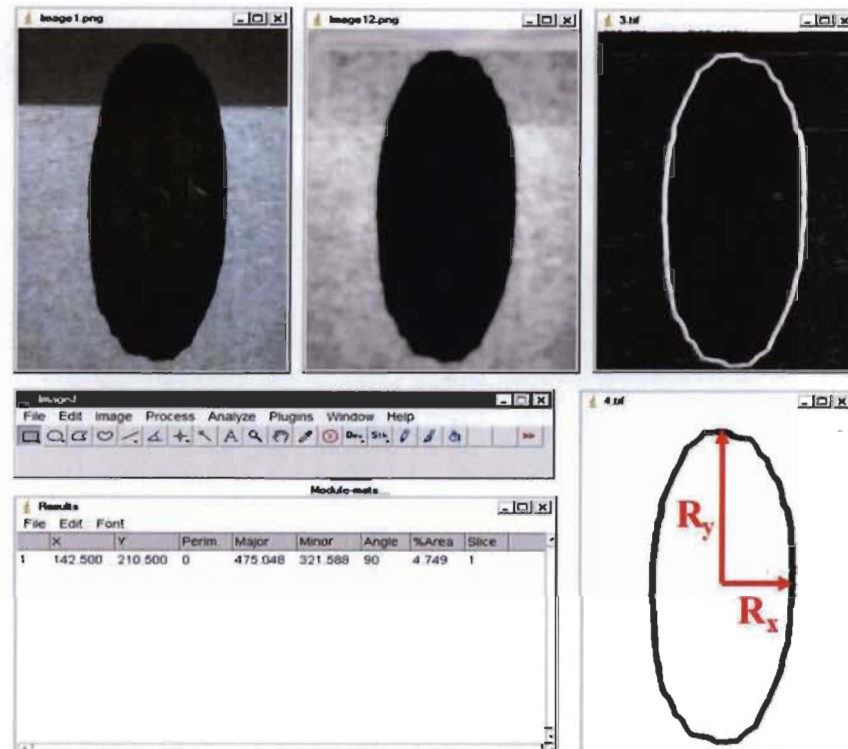 Image1.png
Image12.png
3.tif
ImageJ
File Edit Image Process Analyze Plugins Window Help
Module-mets
Results
File Edit Font
X Y Perim. Major Minor Angle %Area Slice
1 142.500 210.500 0 475.048 321.588 90 4.749 1
4.tif
Ry
Rx